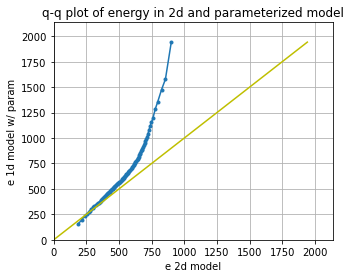 q-q plot of energy in 2d and parameterized model
e 1d model w/ param
2000
1750
1500
1250
1000
750
500
250
0
0 250 500 750 1000 1250 1500 1750 2000
e 2d model